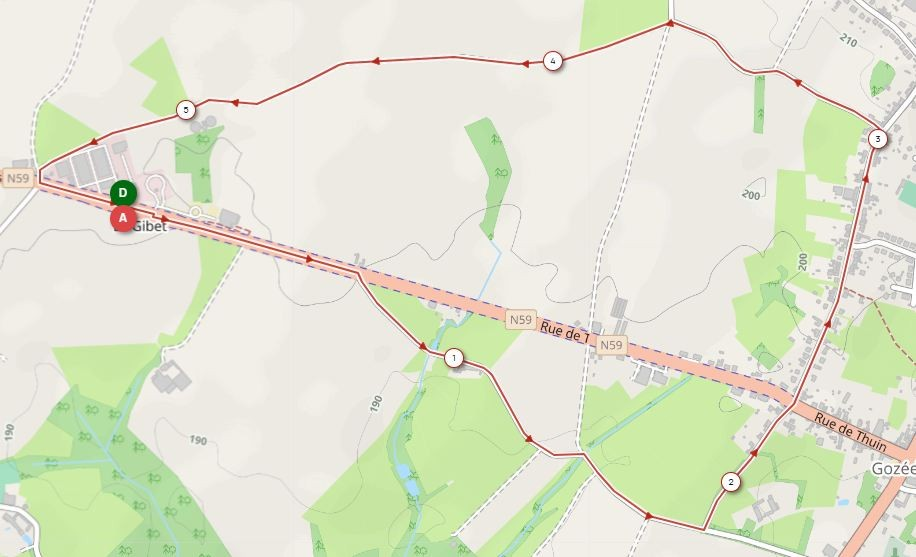 210
4
5
3
N59
D
200
A
Gibet
200
N59
Rue de T
N59
1
190
190
190
Rue de Thuin
2
Gozée